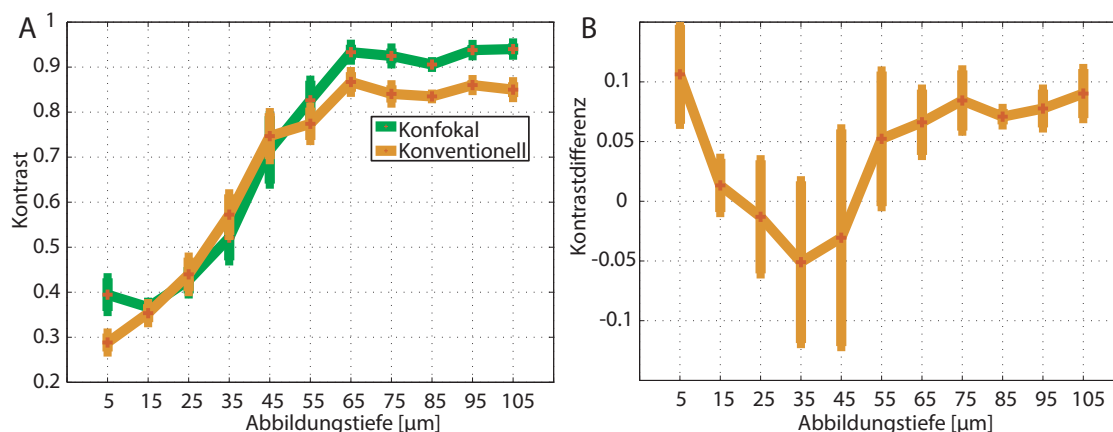 A
Kontrast
1
0.9
0.8
0.7
0.6
0.5
0.4
0.3
0.2
Konfokal
Konventionell
5 15 25 35 45 55 65 75 85 95 105
Abbildungstiefe [µm]
B
Kontrastdifferenz
0.1
0.05
0
-0.05
-0.1
5 15 25 35 45 55 65 75 85 95 105
Abbildungstiefe [µm]